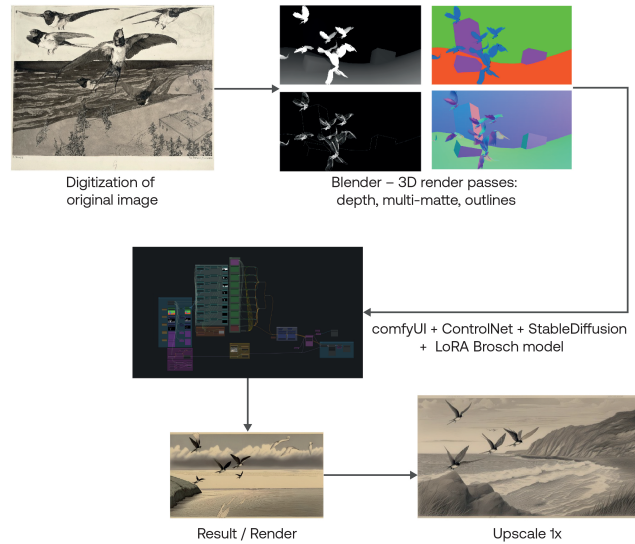 Digitization of
original image
Blender – 3D render passes:
depth, multi-matte, outlines
comfyUI + ControlNet + StableDiffusion
+ LoRA Brosch model
Result / Render
Upscale 1x